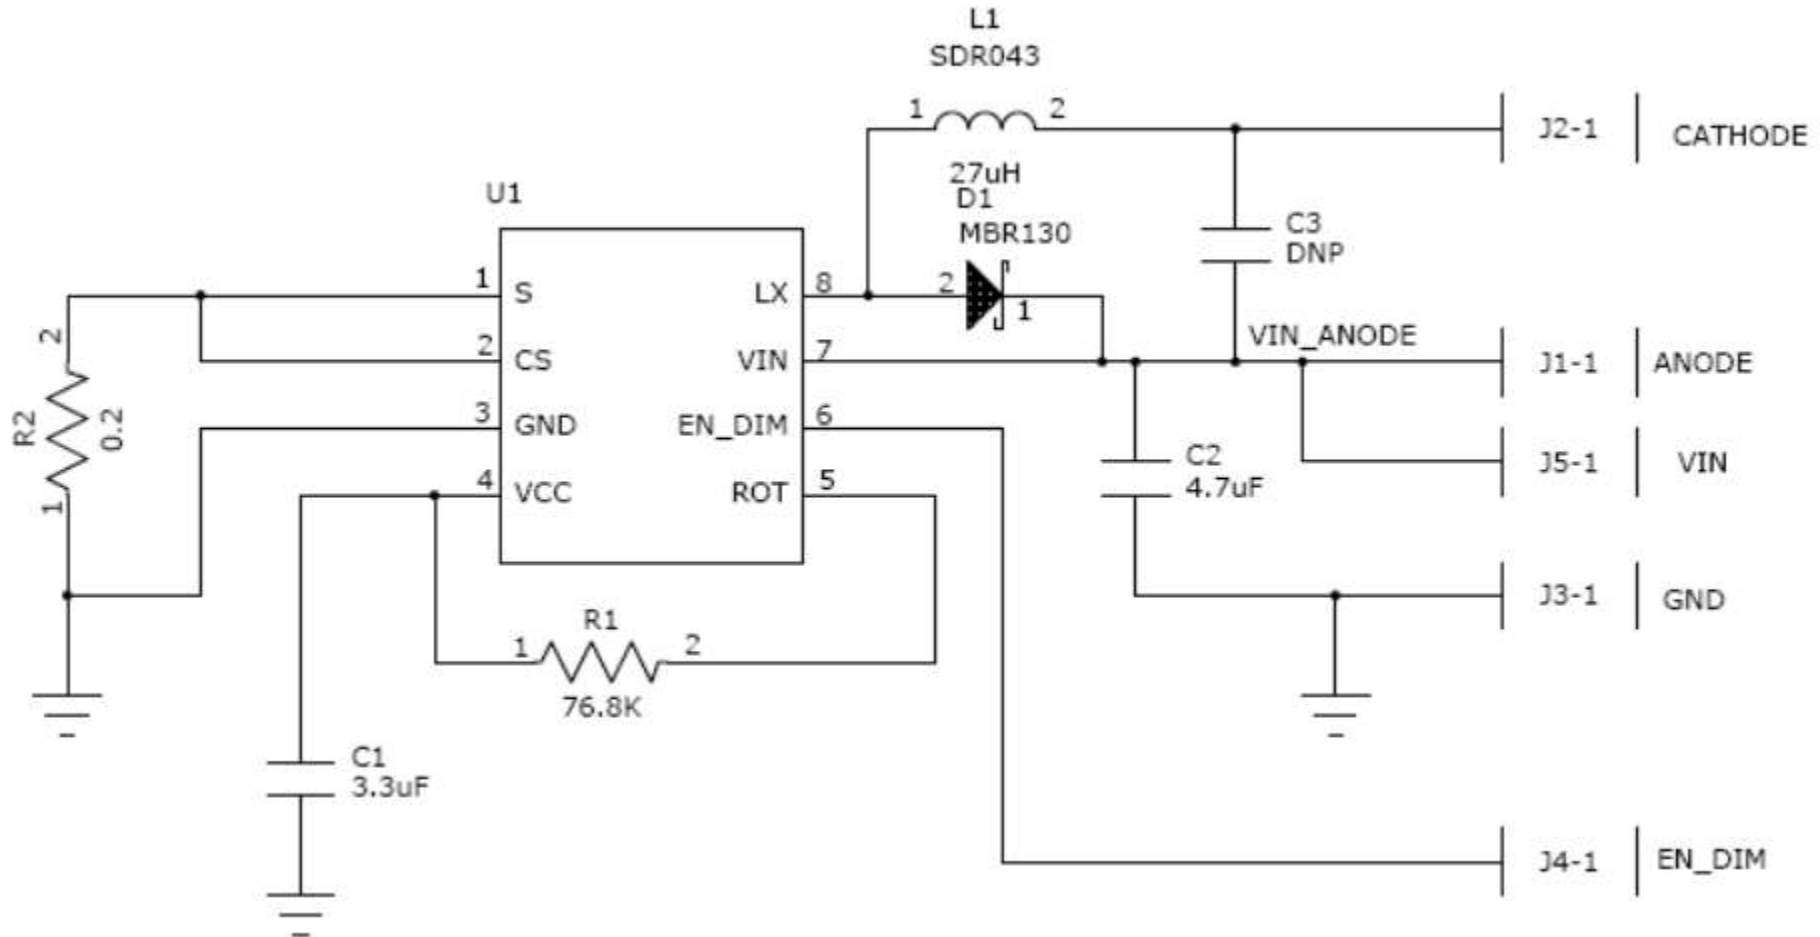 L1
SDR043
1
2
J2-1
CATHODE
27uH
D1
MBR130
U1
C3
DNP
1
S
LX
8
2
1
2
2
CS
VIN
7
VIN_ANODE
J1-1
ANODE
R2
0.2
3
GND
EN_DIM
6
C2
4.7uF
J5-1
VIN
1
4
VCC
ROT
5
J3-1
GND
R1
1
2
76.8K
C1
3.3uF
J4-1
EN_DIM